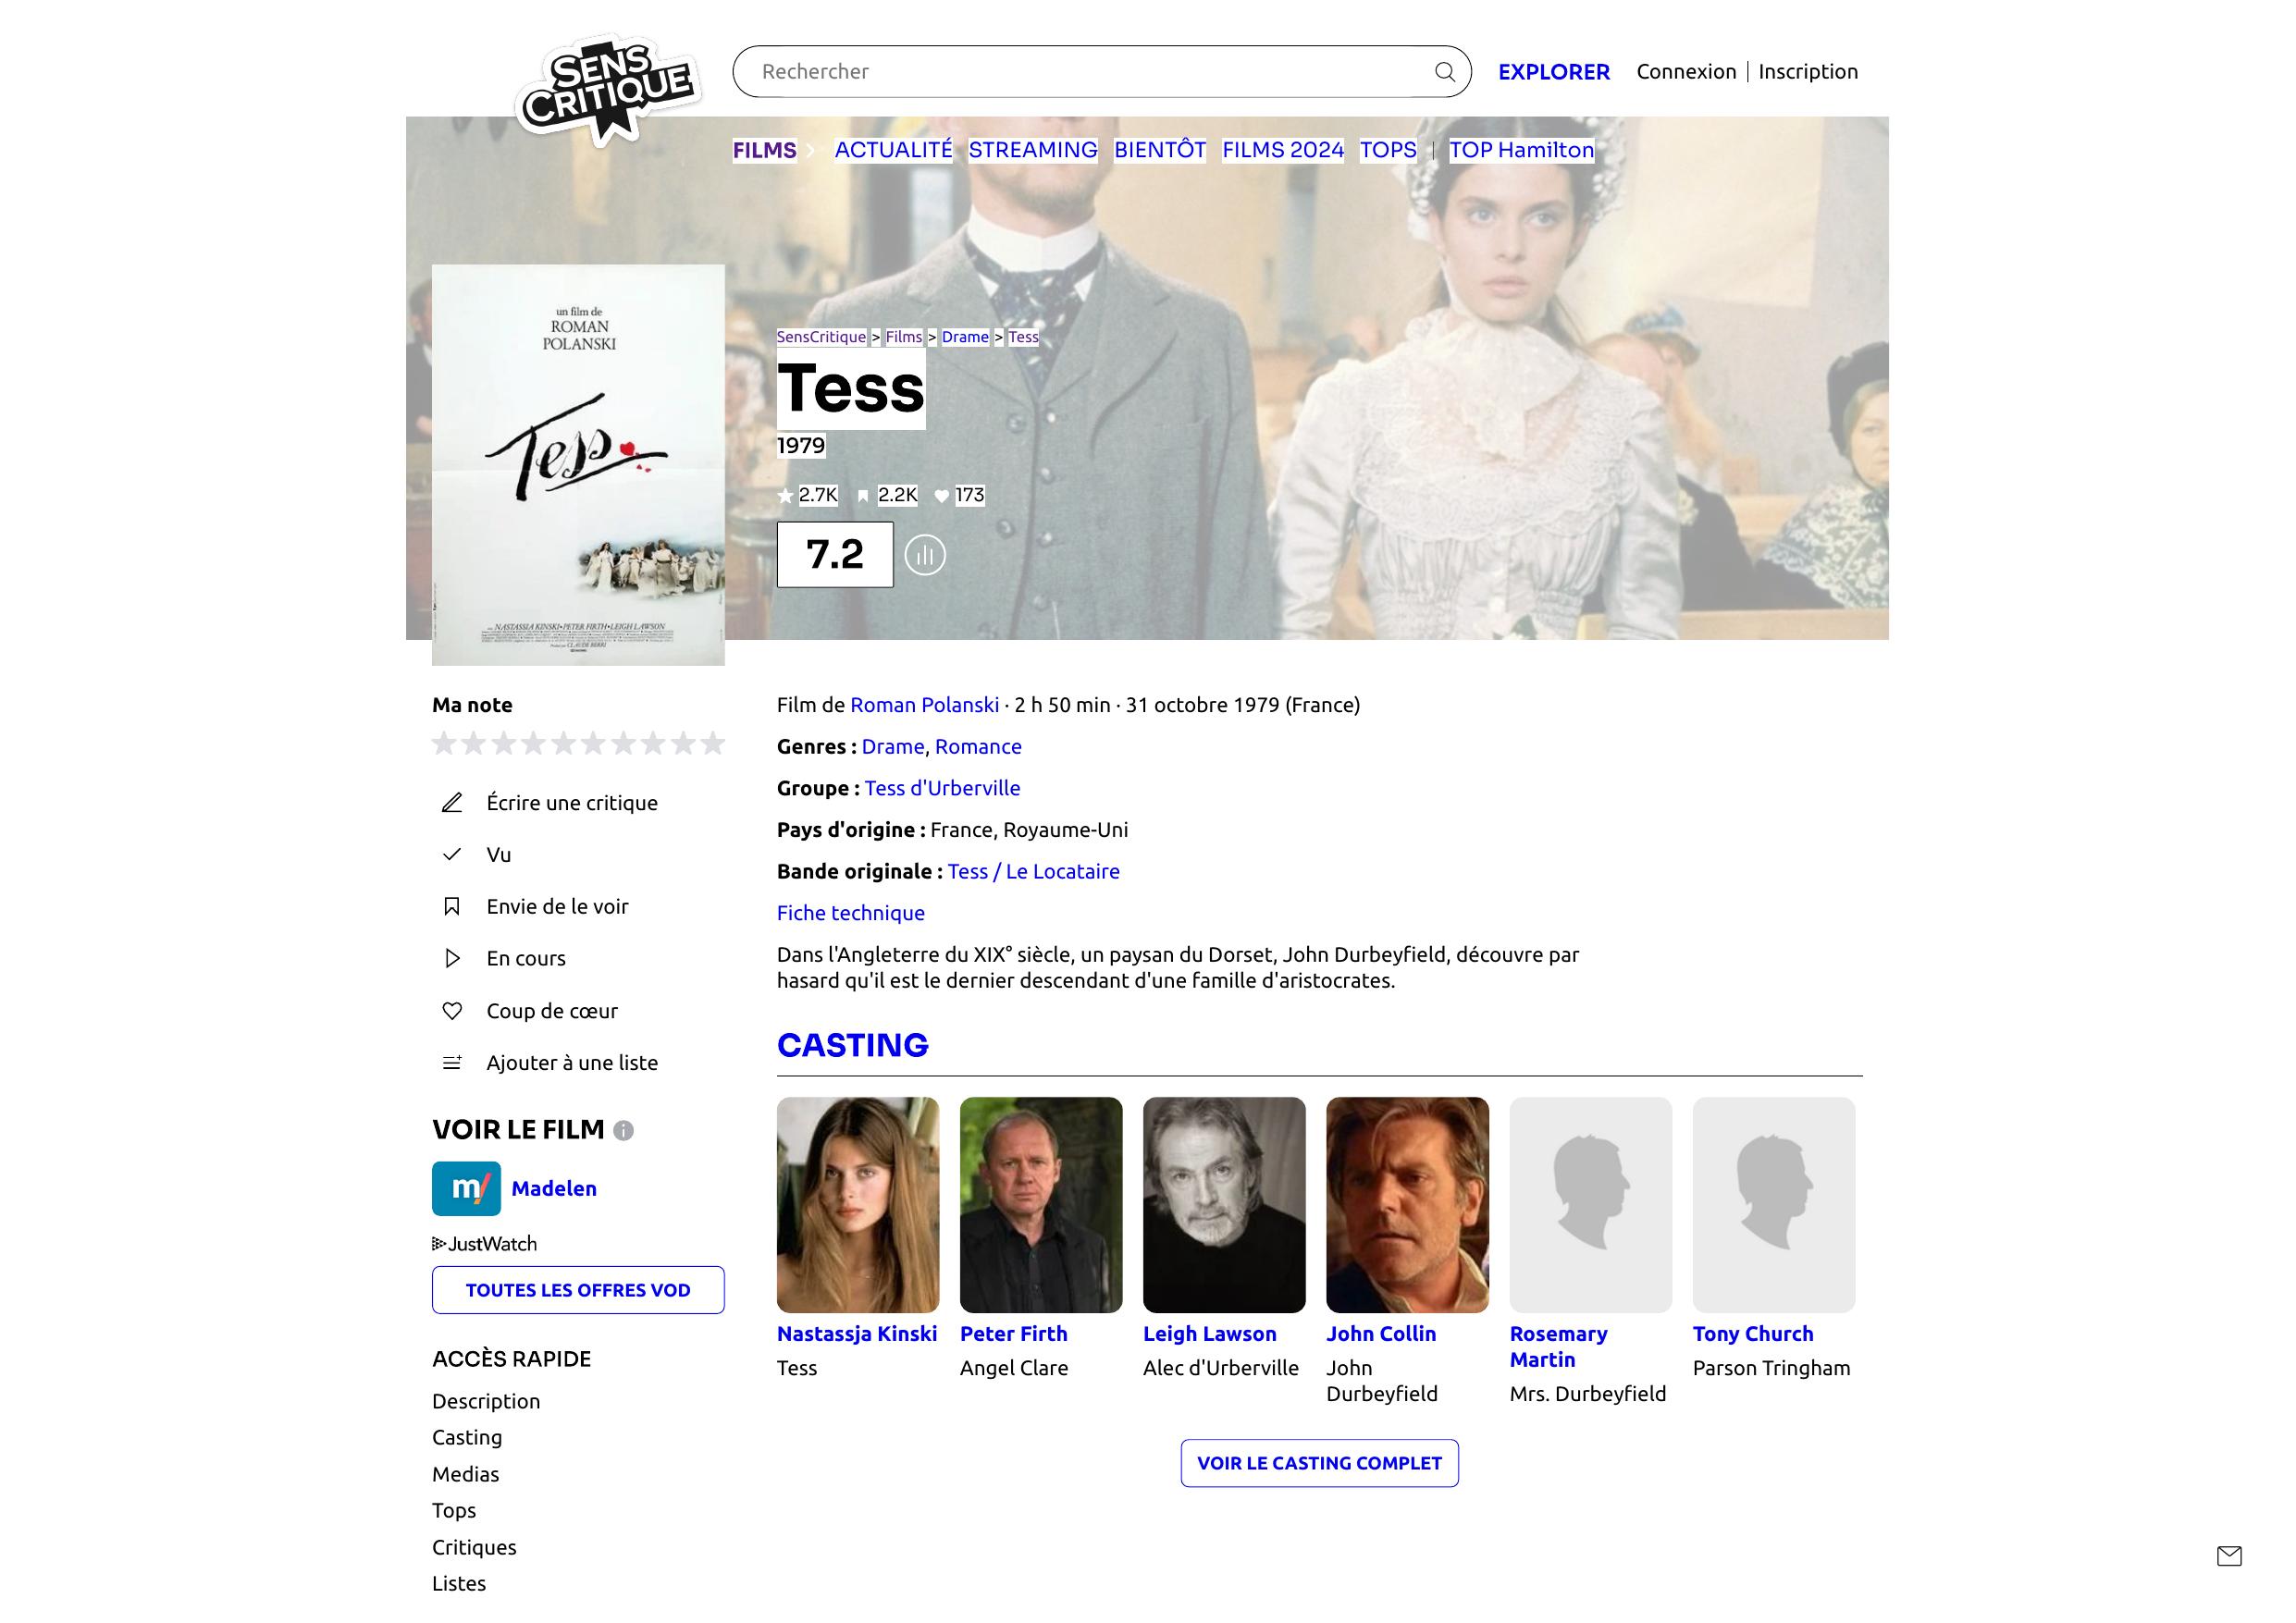 SENS
CRITIQUE
Rechercher
EXPLORER
Connexion | Inscription
FILMS
ACTUALITÉ
STREAMING
BIENTÔT
FILMS 2024
TOPS
|
TOP Hamilton
un film de
ROMAN
POLANSKI
Tess
NASTASSIA KINSKI•PETER FIRTH•LEIGH LAWSON
CLAUDE BERRI
SensCritique > Films > Drame > Tess
Tess
1979
2.7K 2.2K 173
7.2
Ma note
Écrire une critique
Vu
Envie de le voir
En cours
Coup de cœur
Ajouter à une liste
VOIR LE FILM
m/ Madelen
JustWatch
TOUTES LES OFFRES VOD
ACCÈS RAPIDE
Description
Casting
Medias
Tops
Critiques
Listes
Film de Roman Polanski · 2 h 50 min · 31 octobre 1979 (France)
Genres : Drame, Romance
Groupe : Tess d'Urberville
Pays d'origine : France, Royaume-Uni
Bande originale : Tess / Le Locataire
Fiche technique
Dans l'Angleterre du XIX° siècle, un paysan du Dorset, John Durbeyfield, découvre par
hasard qu'il est le dernier descendant d'une famille d'aristocrates.
CASTING
Nastassja Kinski
Tess
Peter Firth
Angel Clare
Leigh Lawson
Alec d'Urberville
John Collin
John
Durbeyfield
Rosemary
Martin
Mrs. Durbeyfield
Tony Church
Parson Tringham
VOIR LE CASTING COMPLET